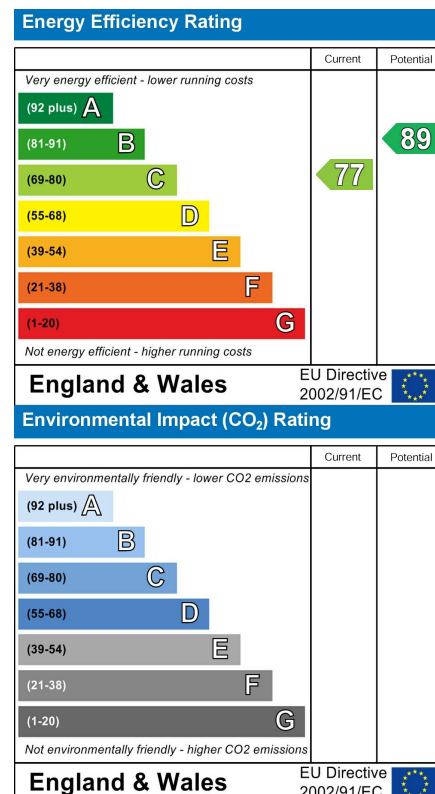 Energy Efficiency Rating
Current Potential
Very energy efficient - lower running costs
(92 plus) A
(81-91) B
89
(69-80) C
77
(55-68) D
(39-54) E
(21-38) F
(1-20) G
Not energy efficient - higher running costs
England & Wales
EU Directive
2002/91/EC
Environmental Impact (CO₂) Rating
Current Potential
Very environmentally friendly - lower CO2 emissions
(92 plus) A
(81-91) B
(69-80) C
(55-68) D
(39-54) E
(21-38) F
(1-20) G
Not environmentally friendly - higher CO2 emissions
England & Wales
EU Directive
2002/91/EC